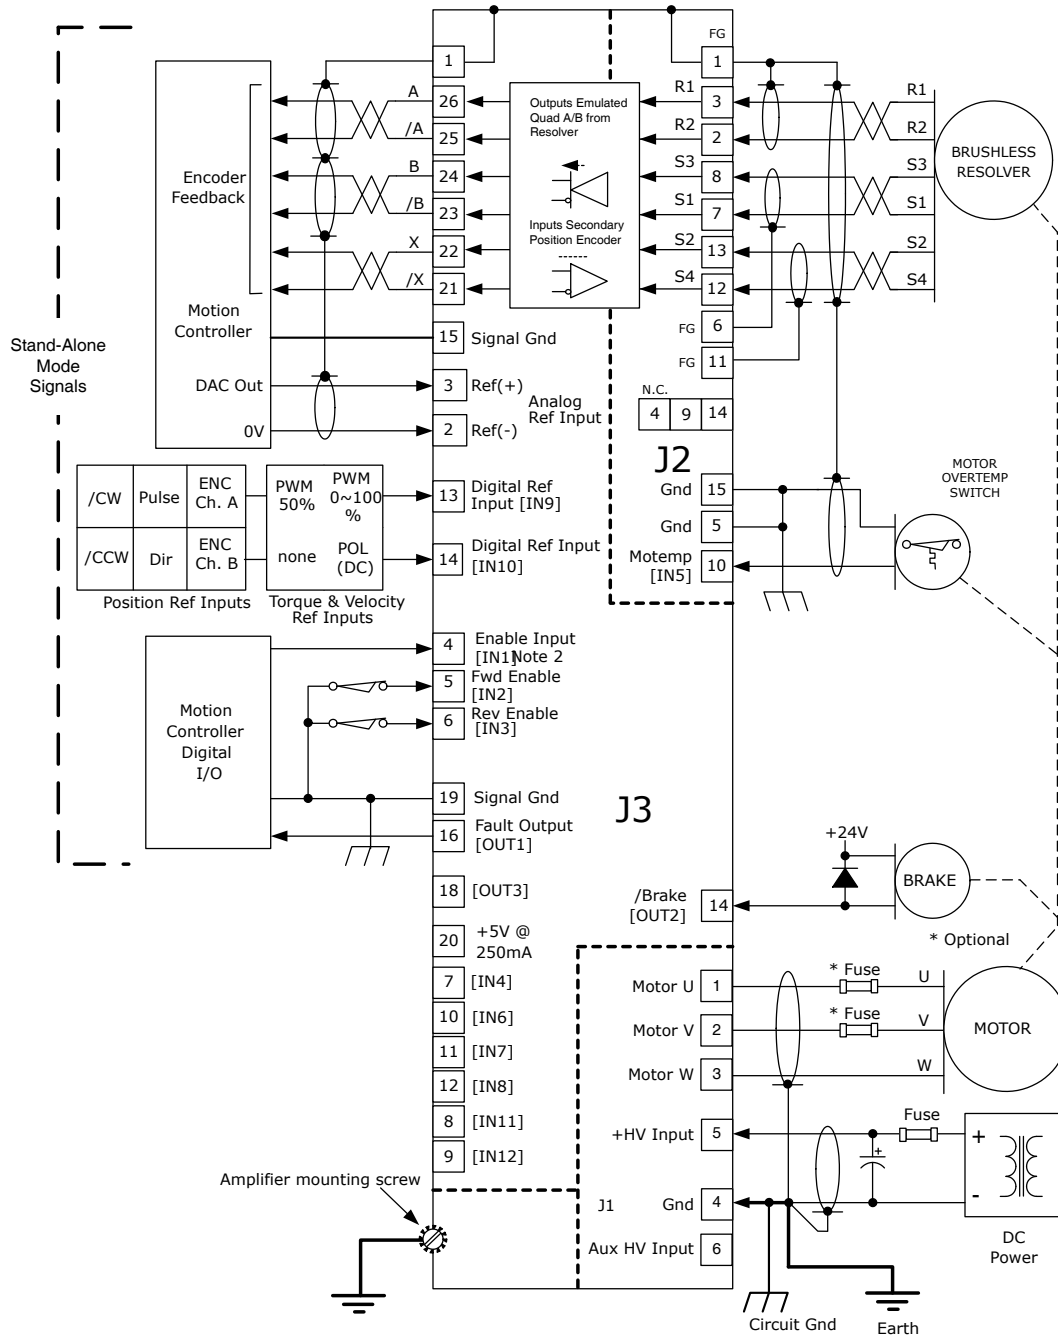 Stand-Alone
Mode
Signals
Encoder
Feedback
Motion
Controller
DAC Out
0V
A
/A
B
/B
X
/X
1
26
25
24
23
22
21
15 Signal Gnd
3 Ref(+)
Analog
Ref Input
2 Ref(-)
Outputs Emulated
Quad A/B from
Resolver
Inputs Secondary
Position Encoder
FG
1
R1
3
R2
2
S3
8
S1
7
S2
13
S4
12
FG
6
FG
11
N.C.
4 9 14
J2
Gnd 15
Gnd 5
Motemp
[IN5]
10
R1
R2
S3
S1
S2
S4
BRUSHLESS
RESOLVER
MOTOR
OVERTEMP
SWITCH
/CW Pulse ENC
Ch. A
/CCW Dir ENC
Ch. B
Position Ref Inputs
PWM
50%
PWM
0~100
%
none
POL
(DC)
Torque & Velocity
Ref Inputs
13 Digital Ref
Input [IN9]
14 Digital Ref Input
[IN10]
Motion
Controller
Digital
I/O
4 Enable Input
[IN1] Note 2
5 Fwd Enable
[IN2]
6 Rev Enable
[IN3]
19 Signal Gnd
16 Fault Output
[OUT1]
18 [OUT3]
20 +5V @
250mA
7 [IN4]
10 [IN6]
11 [IN7]
12 [IN8]
8 [IN11]
9 [IN12]
J3
/Brake
[OUT2]
14
+24V
BRAKE
* Optional
Motor U 1
* Fuse
U
Motor V 2
* Fuse
V
Motor W 3
W
MOTOR
+HV Input 5
Fuse
+
-
DC
Power
J1
Gnd 4
Aux HV Input 6
Amplifier mounting screw
Circuit Gnd
Earth
+